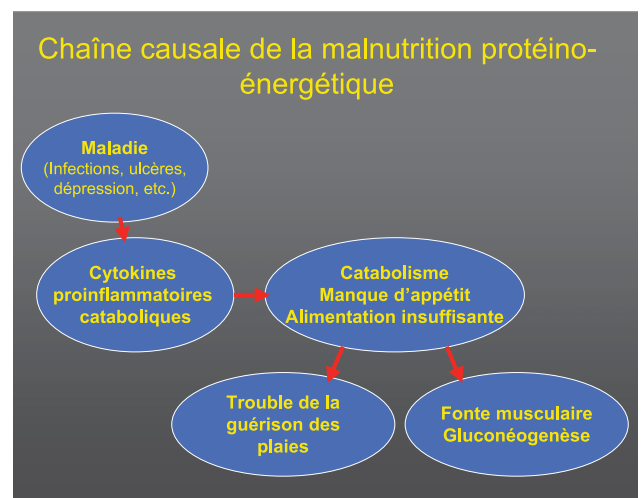 Chaîne causale de la malnutrition protéino-
énergétique
Maladie
(Infections, ulcères,
dépression, etc.)
Cytokines
proinflammatoires
cataboliques
Catabolisme
Manque d'appétit
Alimentation insuffisante
Trouble de la
guérison des
plaies
Fonte musculaire
Gluconéogenèse